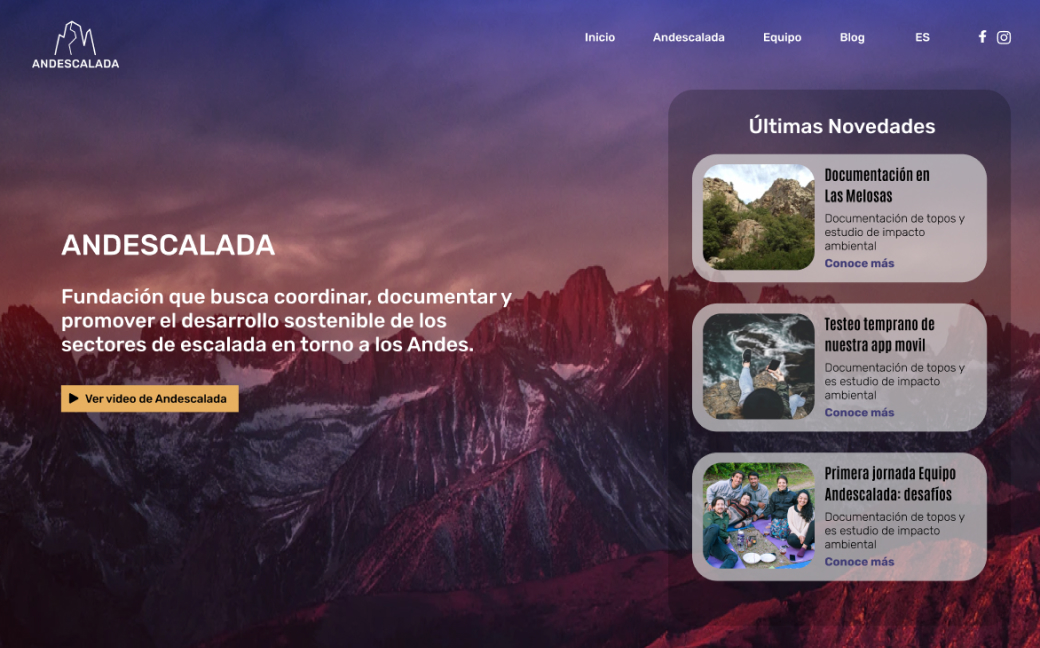 ANDESCALADA
Inicio
Andescalada
Equipo
Blog
ES
ANDESCALADA
Fundación que busca coordinar, documentar y
promover el desarrollo sostenible de los
sectores de escalada en torno a los Andes.
Ver video de Andescalada
Últimas Novedades
Documentación en
Las Melosas
Documentación de topos y
estudio de impacto
ambiental
Conoce más
Testeo temprano de
nuestra app movil
Documentación de topos y
es estudio de impacto
ambiental
Conoce más
Primera jornada Equipo
Andescalada: desafíos
Documentación de topos y
es estudio de impacto
ambiental
Conoce más